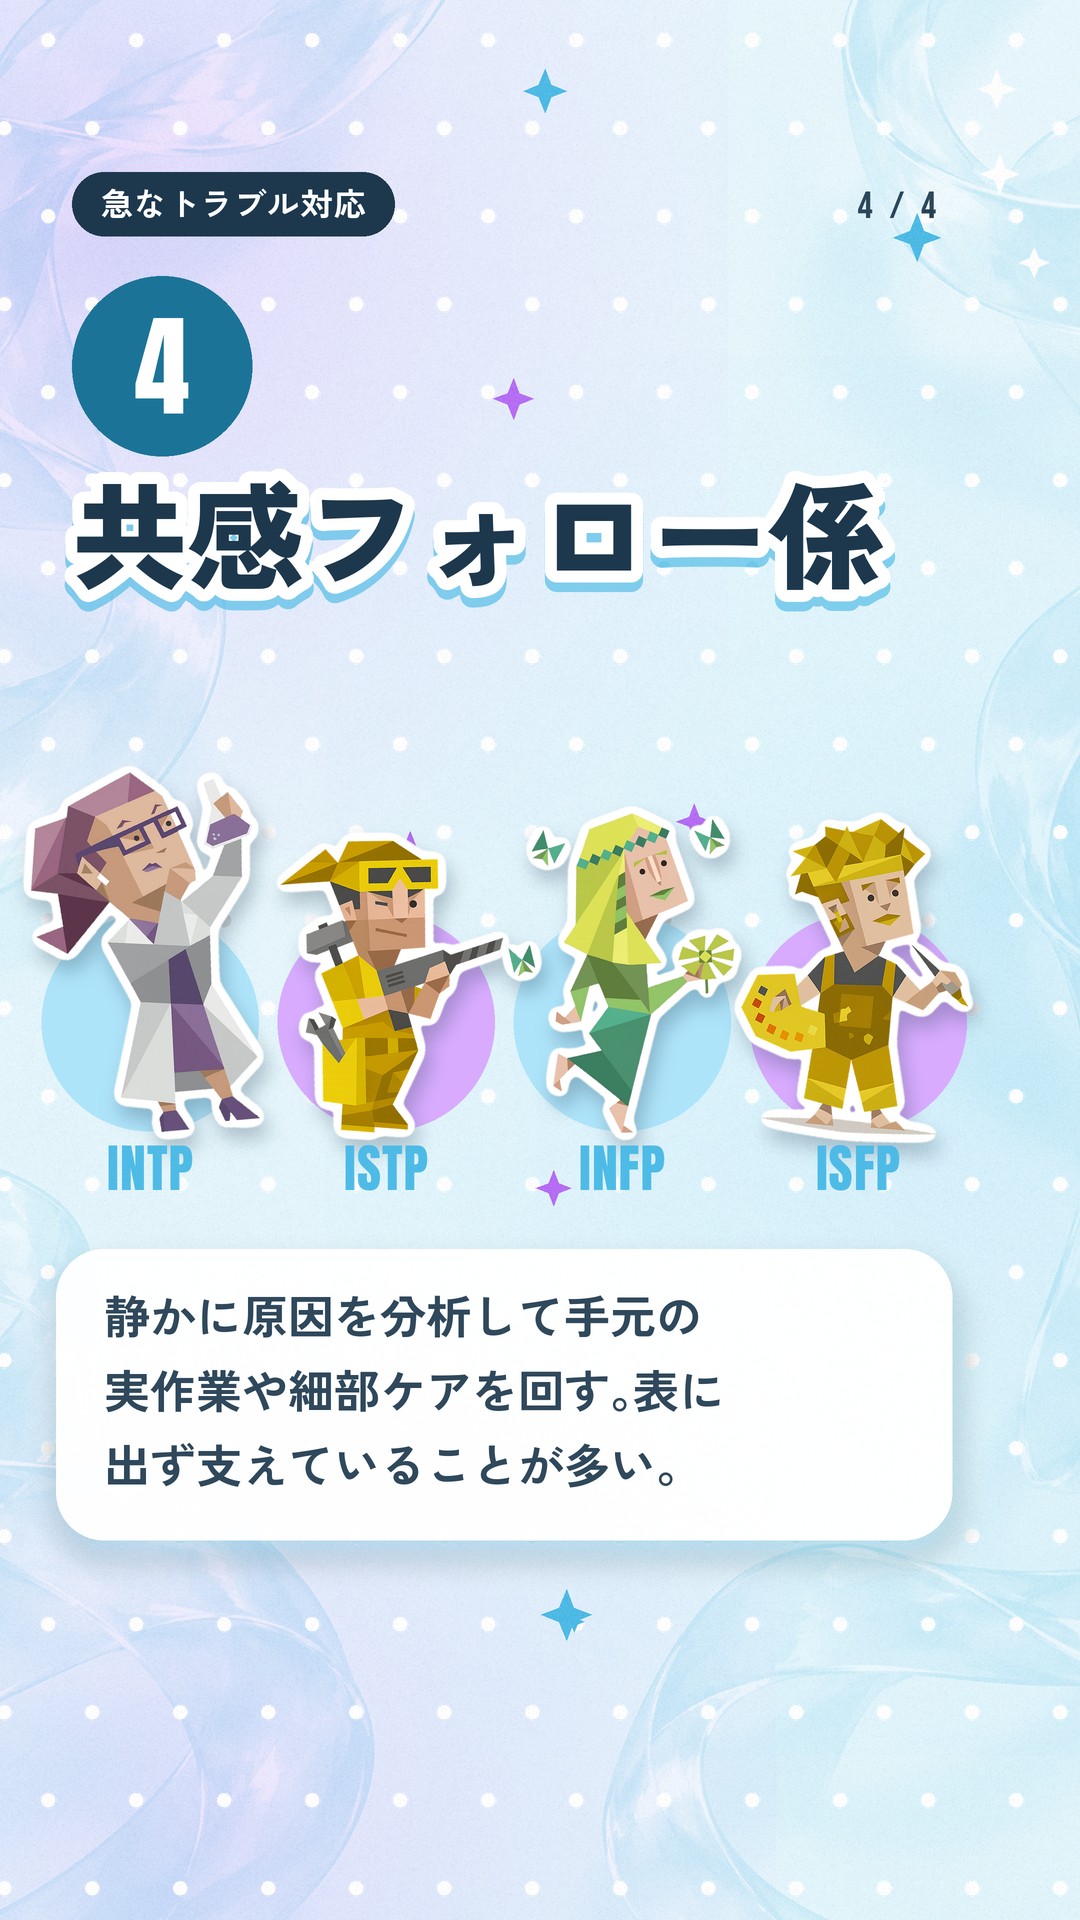 急なトラブル対応
4 / 4
4
共感フォロー係
INTP
ISTP
INFP
ISFP
静かに原因を分析して手元の
実作業や細部ケアを回す。表に
出ず支えていることが多い。